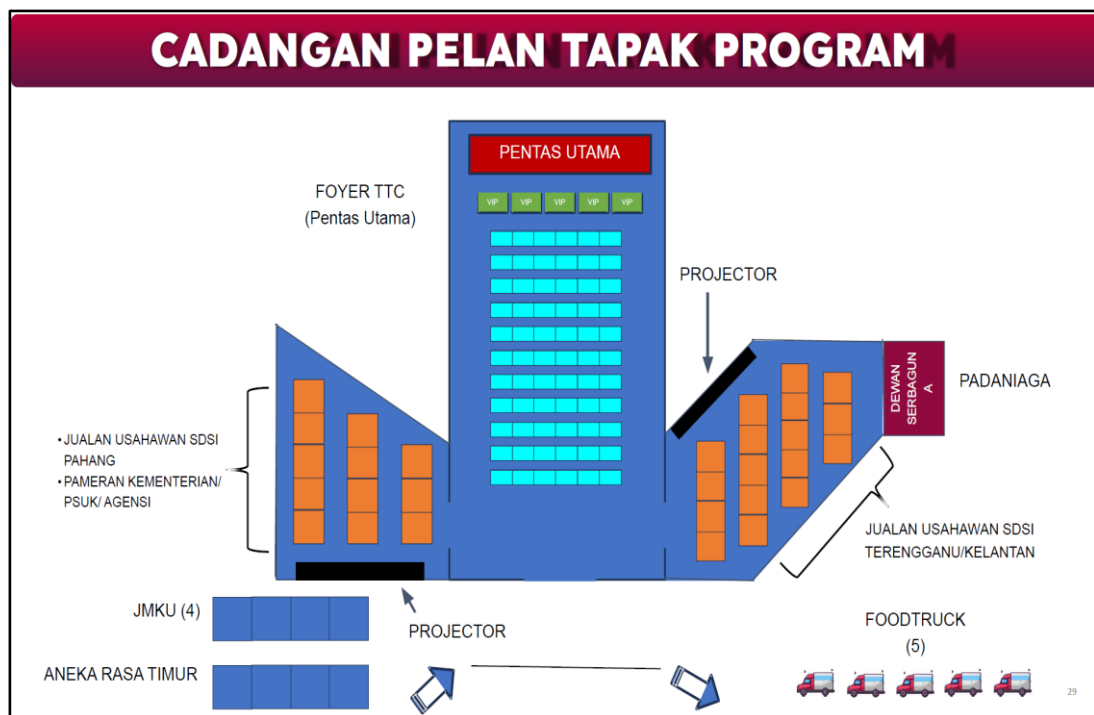 CADANGAN PELAN TAPAK PROGRAM
PENTAS UTAMA
FOYER TTC
(Pentas Utama)
VIP VIP VIP VIP VIP
PROJECTOR
DEWAN
SERBAGUN
A
PADANIAGA
• JUALAN USAHAWAN SDSI
PAHANG
• PAMERAN KEMENTERIAN/
PSUK/ AGENSI
JUALAN USAHAWAN SDSI
TERENGGANU/KELANTAN
JMKU (4)
PROJECTOR
FOODTRUCK
(5)
ANEKA RASA TIMUR
29